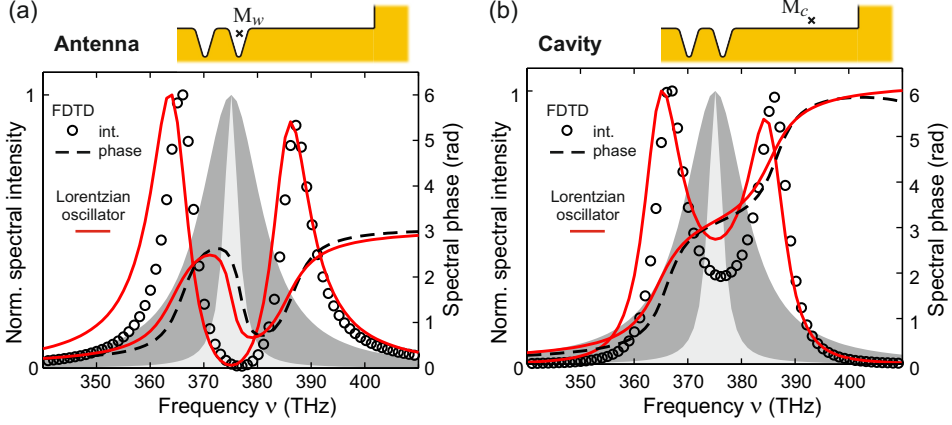 (a)
M_w
Antenna
1
FDTD
int.
phase
Lorentzian
oscillator
0
Norm. spectral intensity
6
5
4
3
2
1
0
Spectral phase (rad)
350 360 370 380 390 400
Frequency ν (THz)
(b)
M_c
Cavity
1
FDTD
int.
phase
Lorentzian
oscillator
0
Norm. spectral intensity
6
5
4
3
2
1
0
Spectral phase (rad)
350 360 370 380 390 400
Frequency ν (THz)